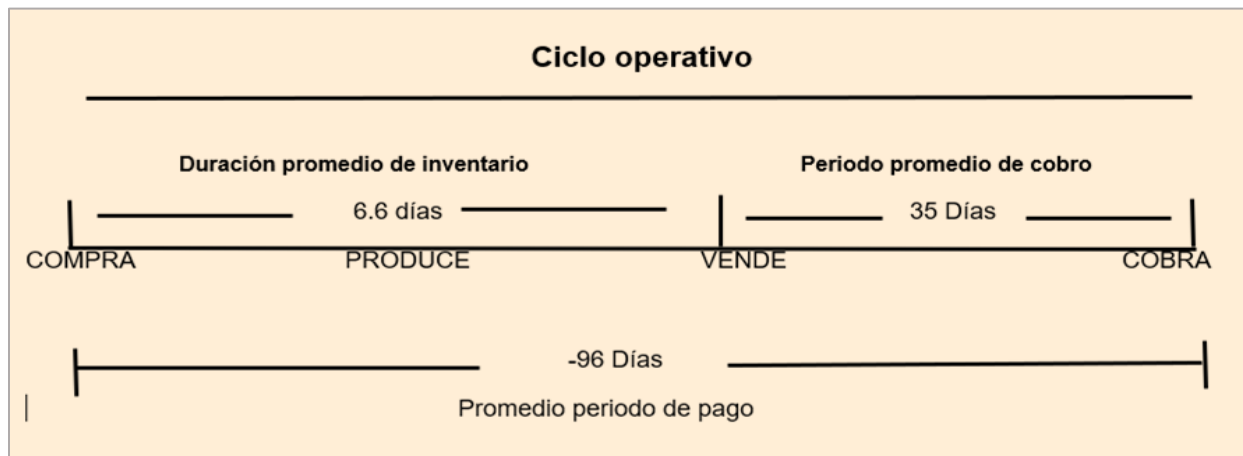 Ciclo operativo
Duración promedio de inventario
Periodo promedio de cobro
6.6 días
35 Días
COMPRA
PRODUCE
VENDE
COBRA
-96 Días
Promedio periodo de pago